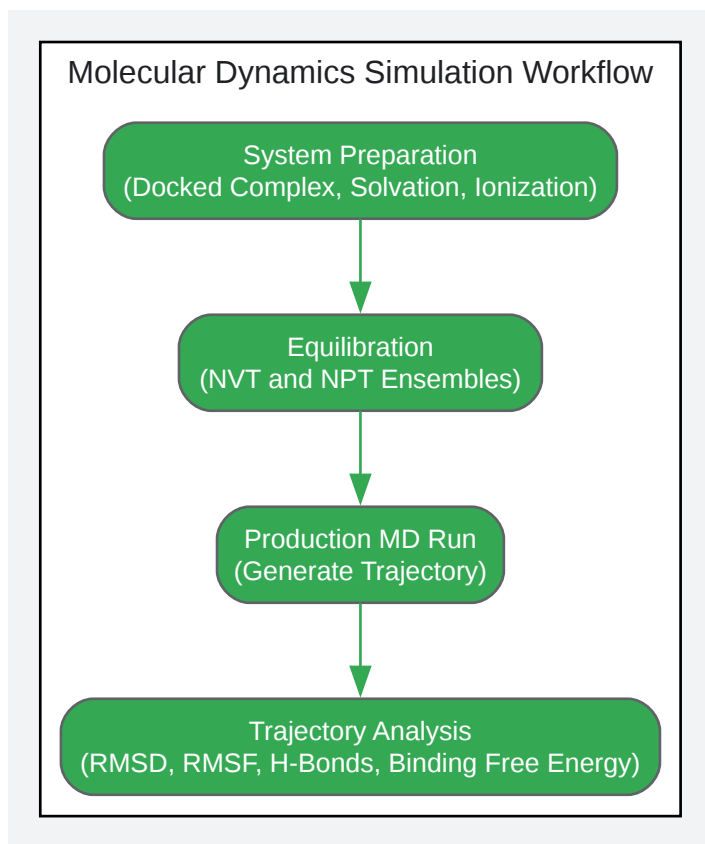 Molecular Dynamics Simulation Workflow
System Preparation
(Docked Complex, Solvation, Ionization)
Equilibration
(NVT and NPT Ensembles)
Production MD Run
(Generate Trajectory)
Trajectory Analysis
(RMSD, RMSF, H-Bonds, Binding Free Energy)